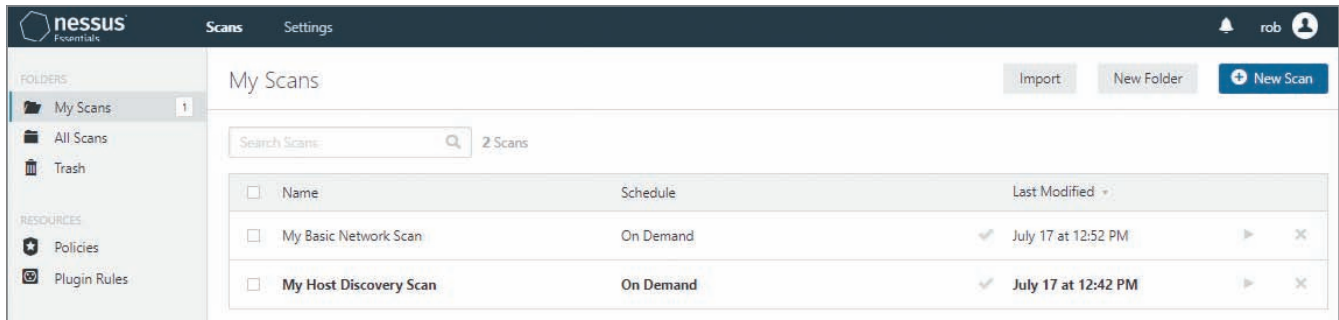 nessus Essentials Scans Settings rob
FOLDERS
My Scans 1
All Scans
Trash
RESOURCES
Policies
Plugin Rules
My Scans Import New Folder New Scan
Search Scans 2 Scans
Name Schedule Last Modified
My Basic Network Scan On Demand July 17 at 12:52 PM
My Host Discovery Scan On Demand July 17 at 12:42 PM